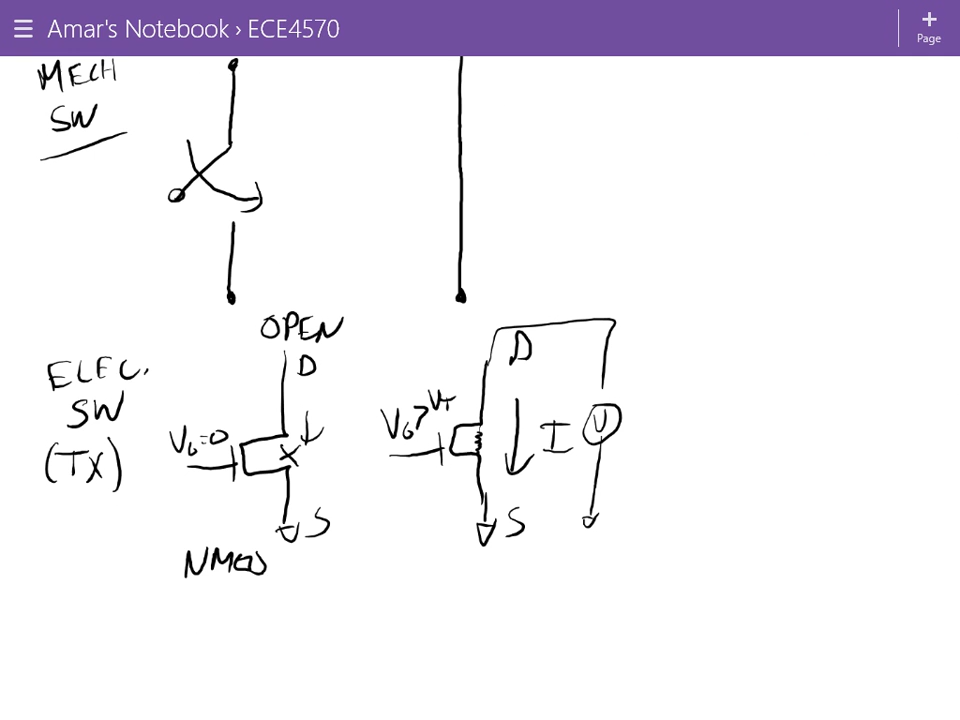 Amar's Notebook › ECE4570
+
Page
MECH
SW
OPEN
ELEC.
SW
(TX)
D
VG=0
S
NMOS
D
VG>VT
I
V
S